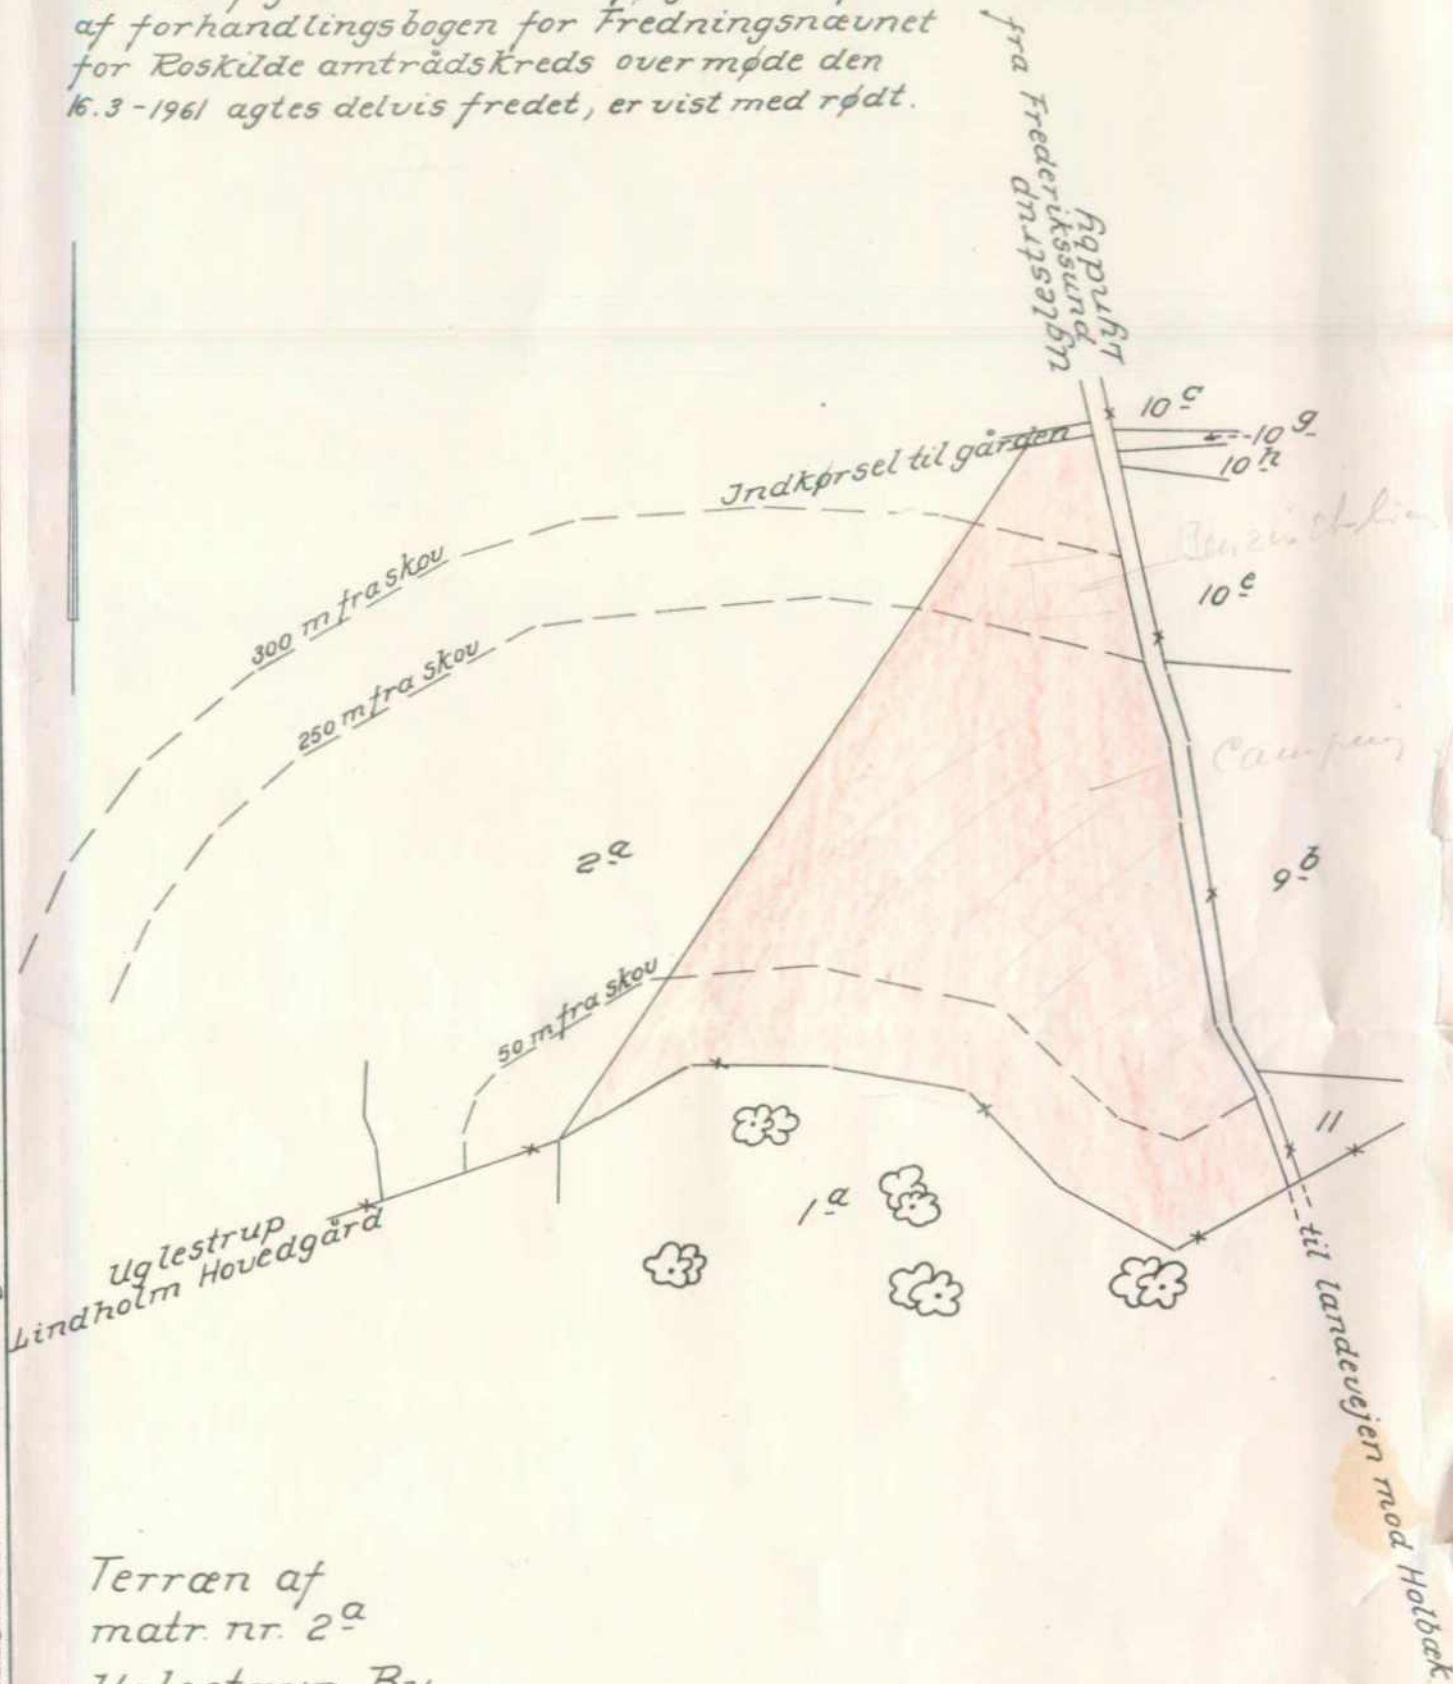 af forhandlingsbogen for Fredningsnævnet
for Roskilde amtrådskreds over møde den
16.3-1961 agtes delvis fredet, er vist med rødt.
fra Frederikssund
Uglestrup
Lyndby
10c
10g
10h
Indkørsel til gården
10e
300 m fra skov
250 m fra skov
Camping
2a
9b
50 m fra skov
11
1a
Uglestrup
Lindholm Hovedgård
til landevejen mod Holbæk
Terræn af
matr. nr. 2a